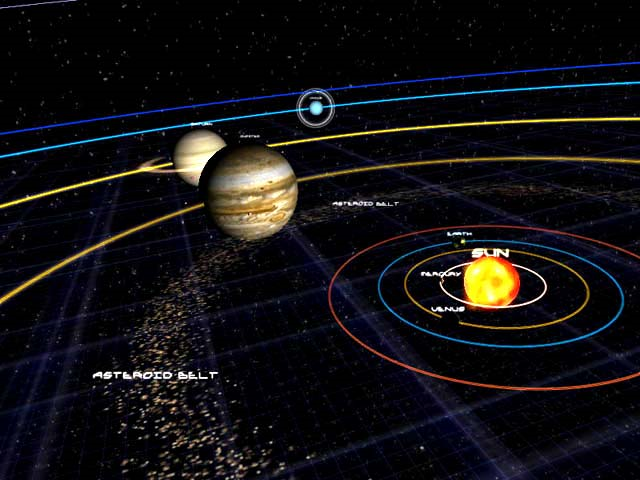 SATURN
JUPITER
ASTEROID BELT
EARTH
SUN
MERCURY
VENUS
ASTEROID BELT